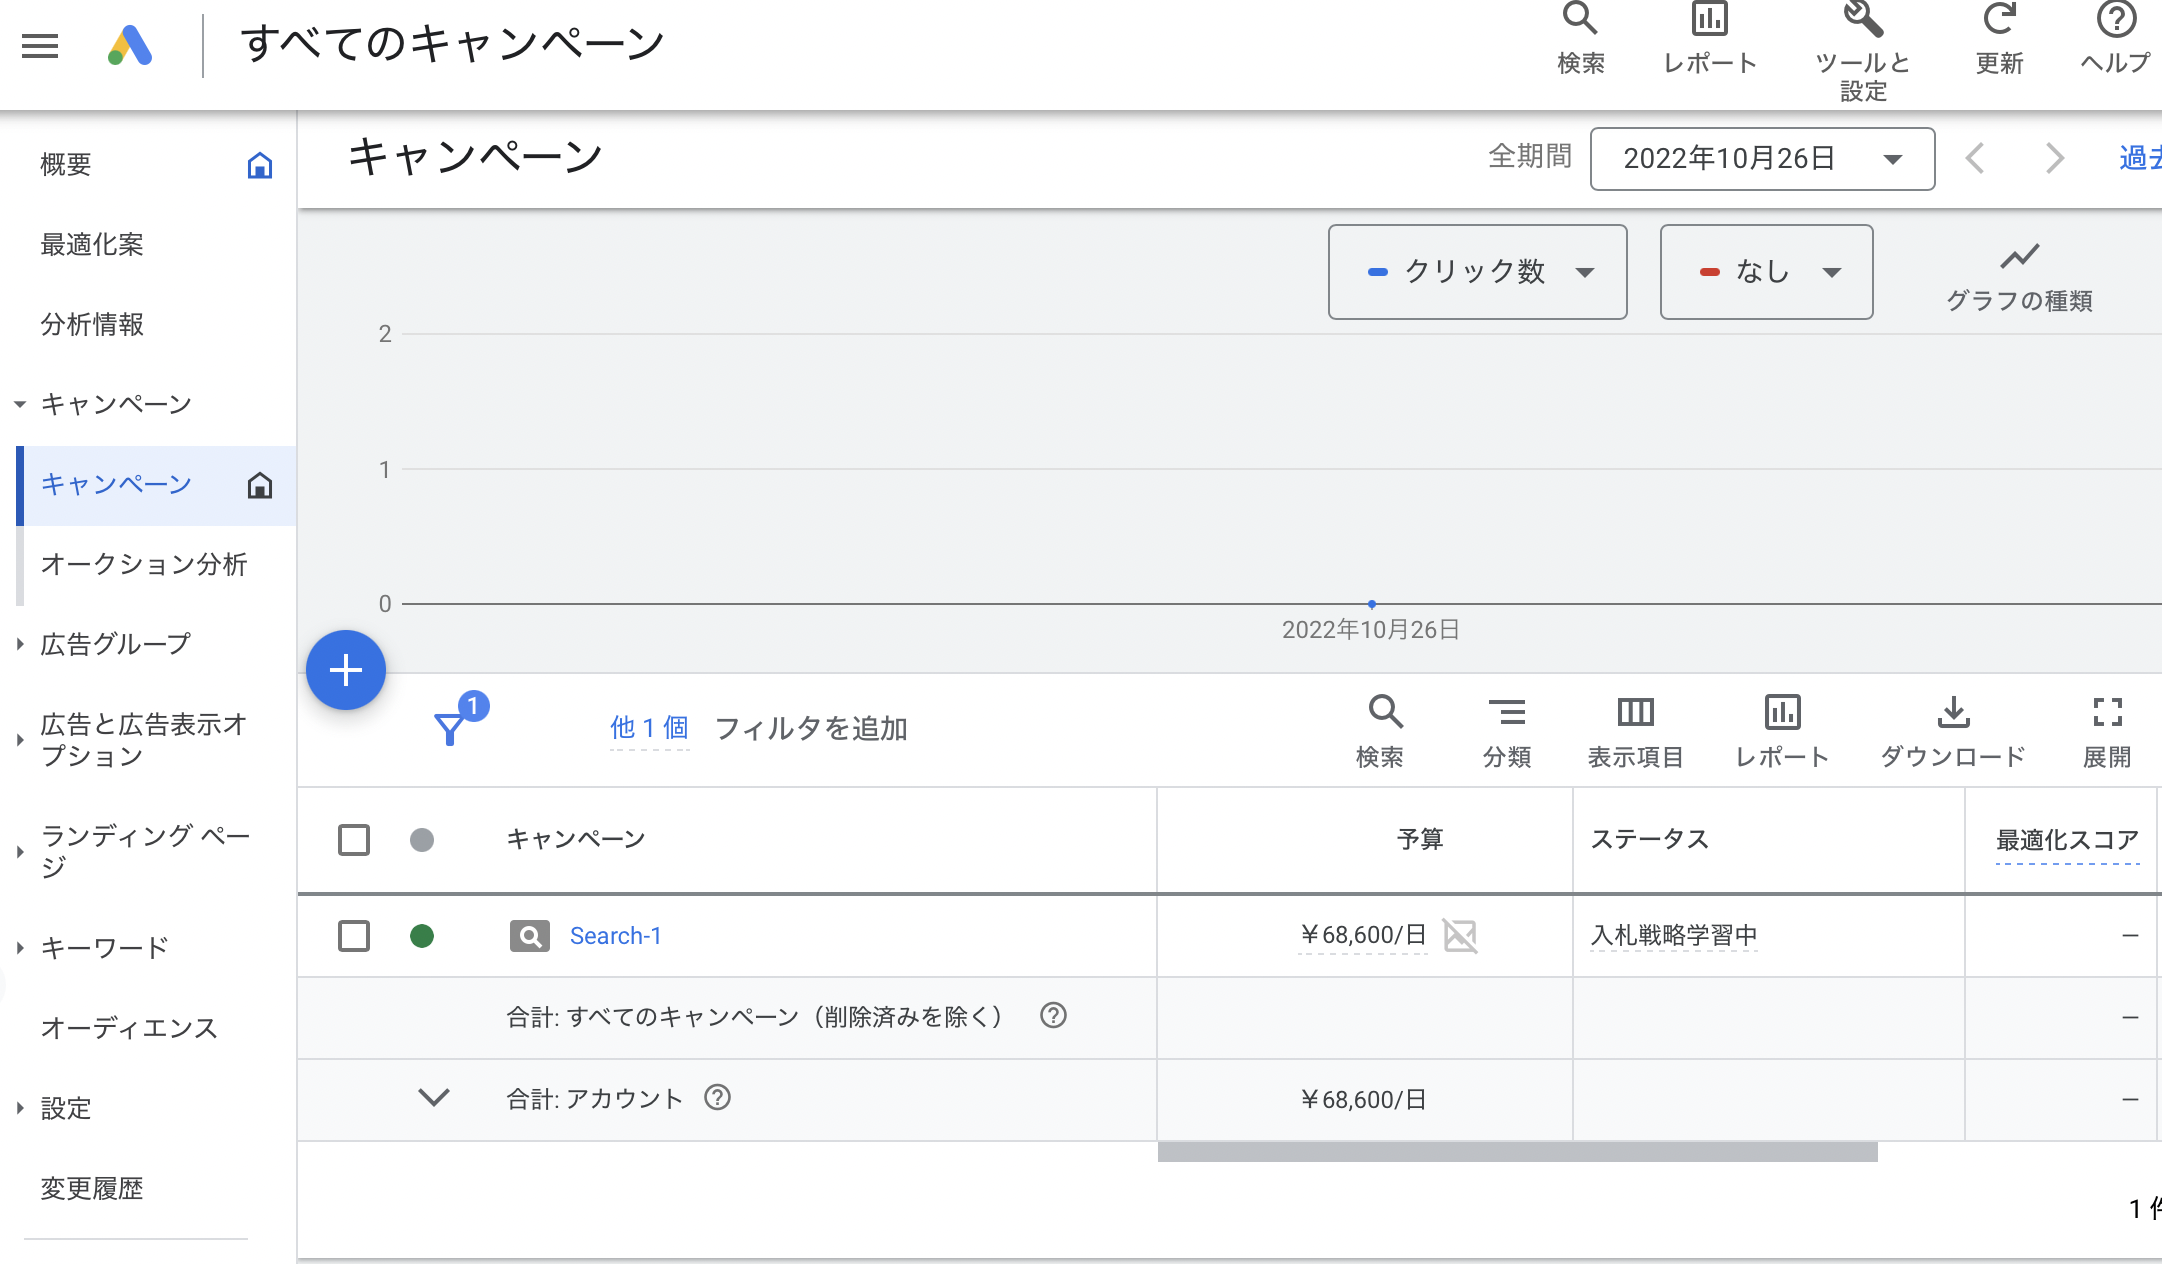 すべてのキャンペーン
検索
レポート
ツールと
設定
更新
ヘルプ
概要
最適化案
分析情報
キャンペーン
キャンペーン
オークション分析
広告グループ
広告と広告表示オ
プション
ランディング ペー
ジ
キーワード
オーディエンス
設定
変更履歴
キャンペーン
全期間
2022年10月26日
過去
クリック数
なし
グラフの種類
2
1
0
2022年10月26日
1
他 1 個
フィルタを追加
検索
分類
表示項目
レポート
ダウンロード
展開
キャンペーン
予算
ステータス
最適化スコア
Search-1
￥68,600/日
入札戦略学習中
–
合計: すべてのキャンペーン（削除済みを除く）
–
合計: アカウント
￥68,600/日
–
1 件